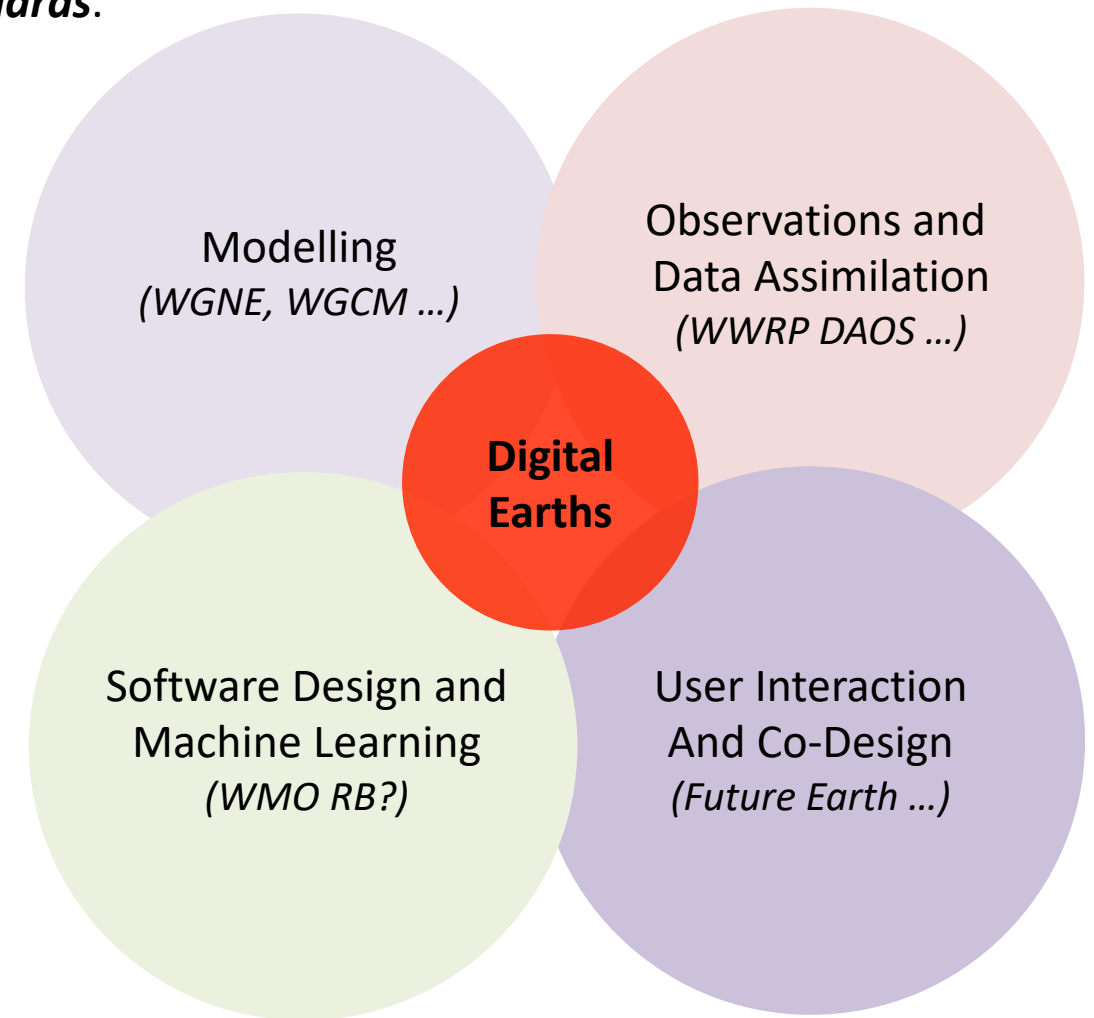 Modelling
(WGNE, WGCM …)
Observations and
Data Assimilation
(WWRP DAOS …)
Digital
Earths
Software Design and
Machine Learning
(WMO RB?)
User Interaction
And Co-Design
(Future Earth …)